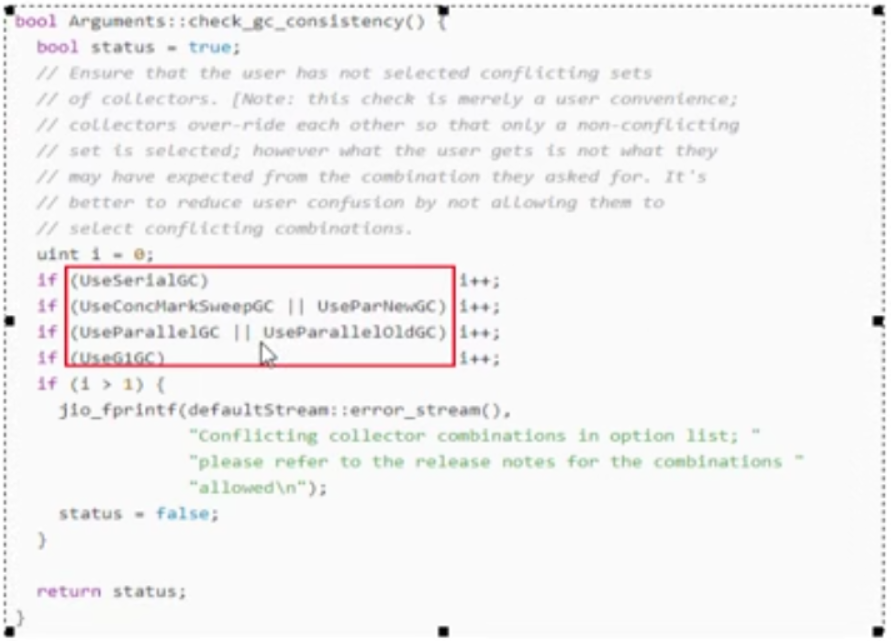 bool Arguments::check_gc_consistency() {
  bool status = true;
  // Ensure that the user has not selected conflicting sets
  // of collectors. [Note: this check is merely a user convenience;
  // collectors over-ride each other so that only a non-conflicting
  // set is selected; however what the user gets is not what they
  // may have expected from the combination they asked for. It's
  // better to reduce user confusion by not allowing them to
  // select conflicting combinations.
  uint i = 0;
  if (UseSerialGC)                       i++;
  if (UseConcMarkSweepGC || UseParNewGC) i++;
  if (UseParallelGC || UseParallelOldGC) i++;
  if (UseG1GC)                           i++;
  if (i > 1) {
    jio_fprintf(defaultStream::error_stream(),
                "Conflicting collector combinations in option list; "
                "please refer to the release notes for the combinations "
                "allowed\n");
    status = false;
  }
  return status;
}